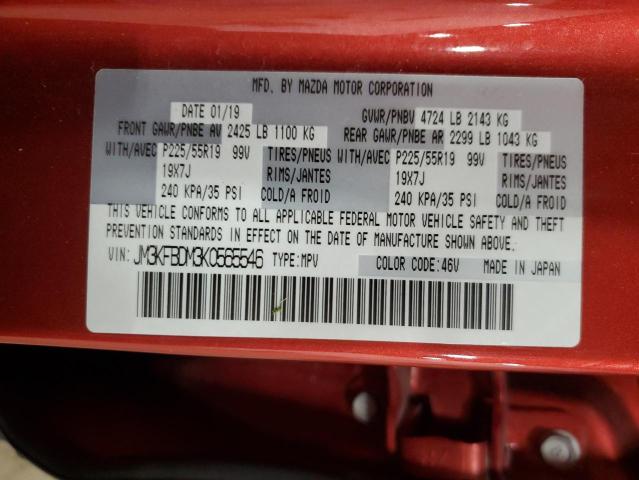 MFD. BY MAZDA MOTOR CORPORATION
DATE 01/19 GVWR/PNBV 4724 LB 2143 KG
FRONT GAWR/PNBE AV 2425 LB 1100 KG REAR GAWR/PNBE AR 2299 LB 1043 KG
WITH/AVEC P225/55R19 99V TIRES/PNEUS WITH/AVEC P225/55R19 99V TIRES/PNEUS
19X7J RIMS/JANTES 19X7J RIMS/JANTES
240 KPA/35 PSI COLD/A FROID 240 KPA/35 PSI COLD/A FROID
THIS VEHICLE CONFORMS TO ALL APPLICABLE FEDERAL MOTOR VEHICLE SAFETY AND THEFT
PREVENTION STANDARDS IN EFFECT ON THE DATE OF MANUFACTURE SHOWN ABOVE.
VIN: JM3KFBDM3K0565546 TYPE:MPV COLOR CODE:46V MADE IN JAPAN